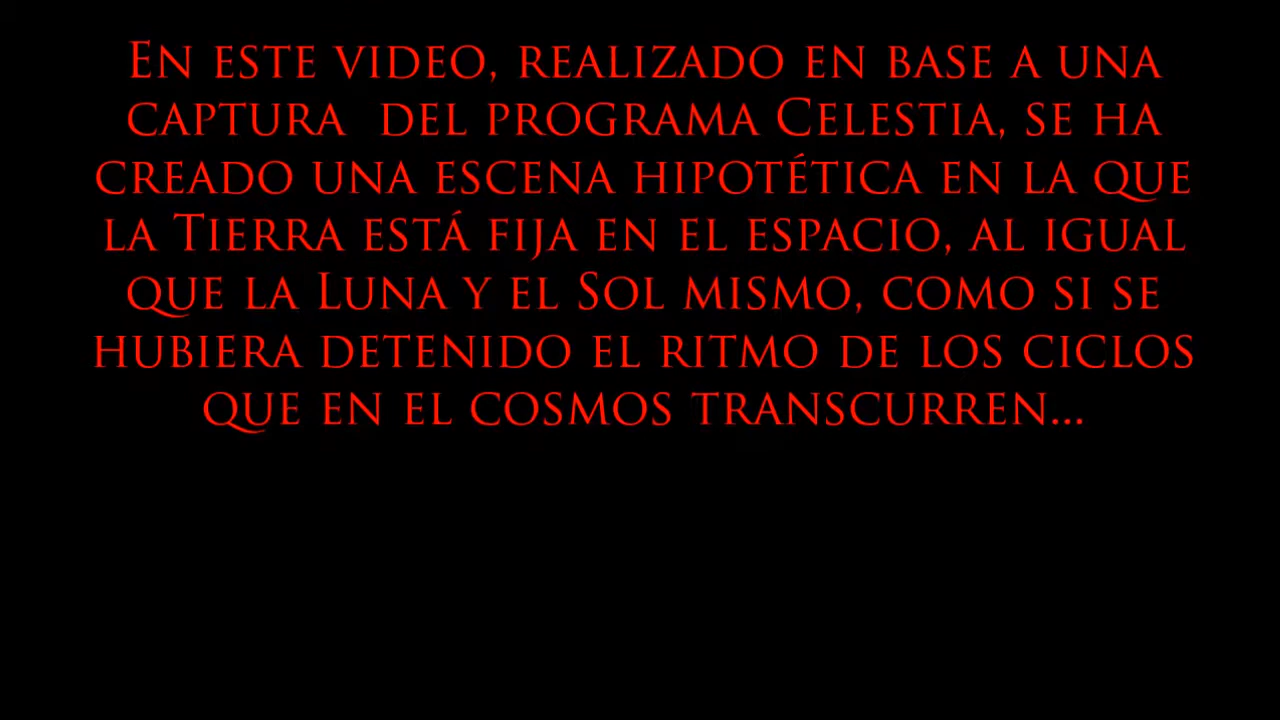 En este video, realizado en base a una
captura  del programa Celestia, se ha
creado una escena hipotética en la que
la Tierra está fija en el espacio, al igual
que la Luna y el Sol mismo, como si se
hubiera detenido el ritmo de los ciclos
que en el cosmos transcurren...